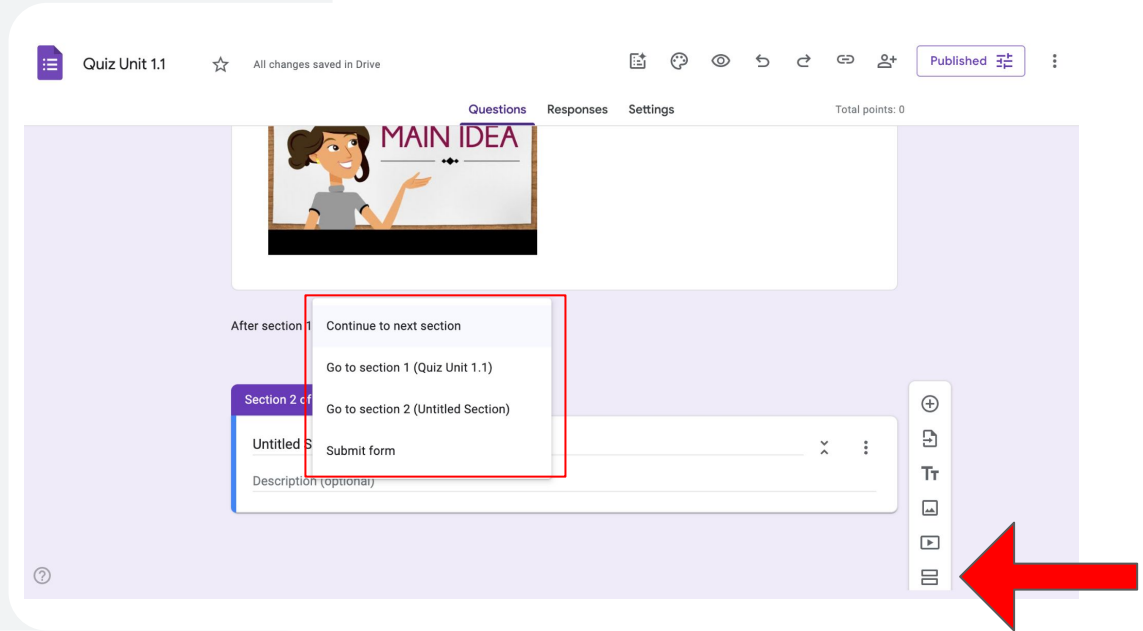 Quiz Unit 1.1
All changes saved in Drive
Published
Questions Responses Settings
Total points: 0
MAIN IDEA
After section 1
Continue to next section
Go to section 1 (Quiz Unit 1.1)
Go to section 2 (Untitled Section)
Submit form
Section 2 of
Untitled S
Description (optional)
Tт